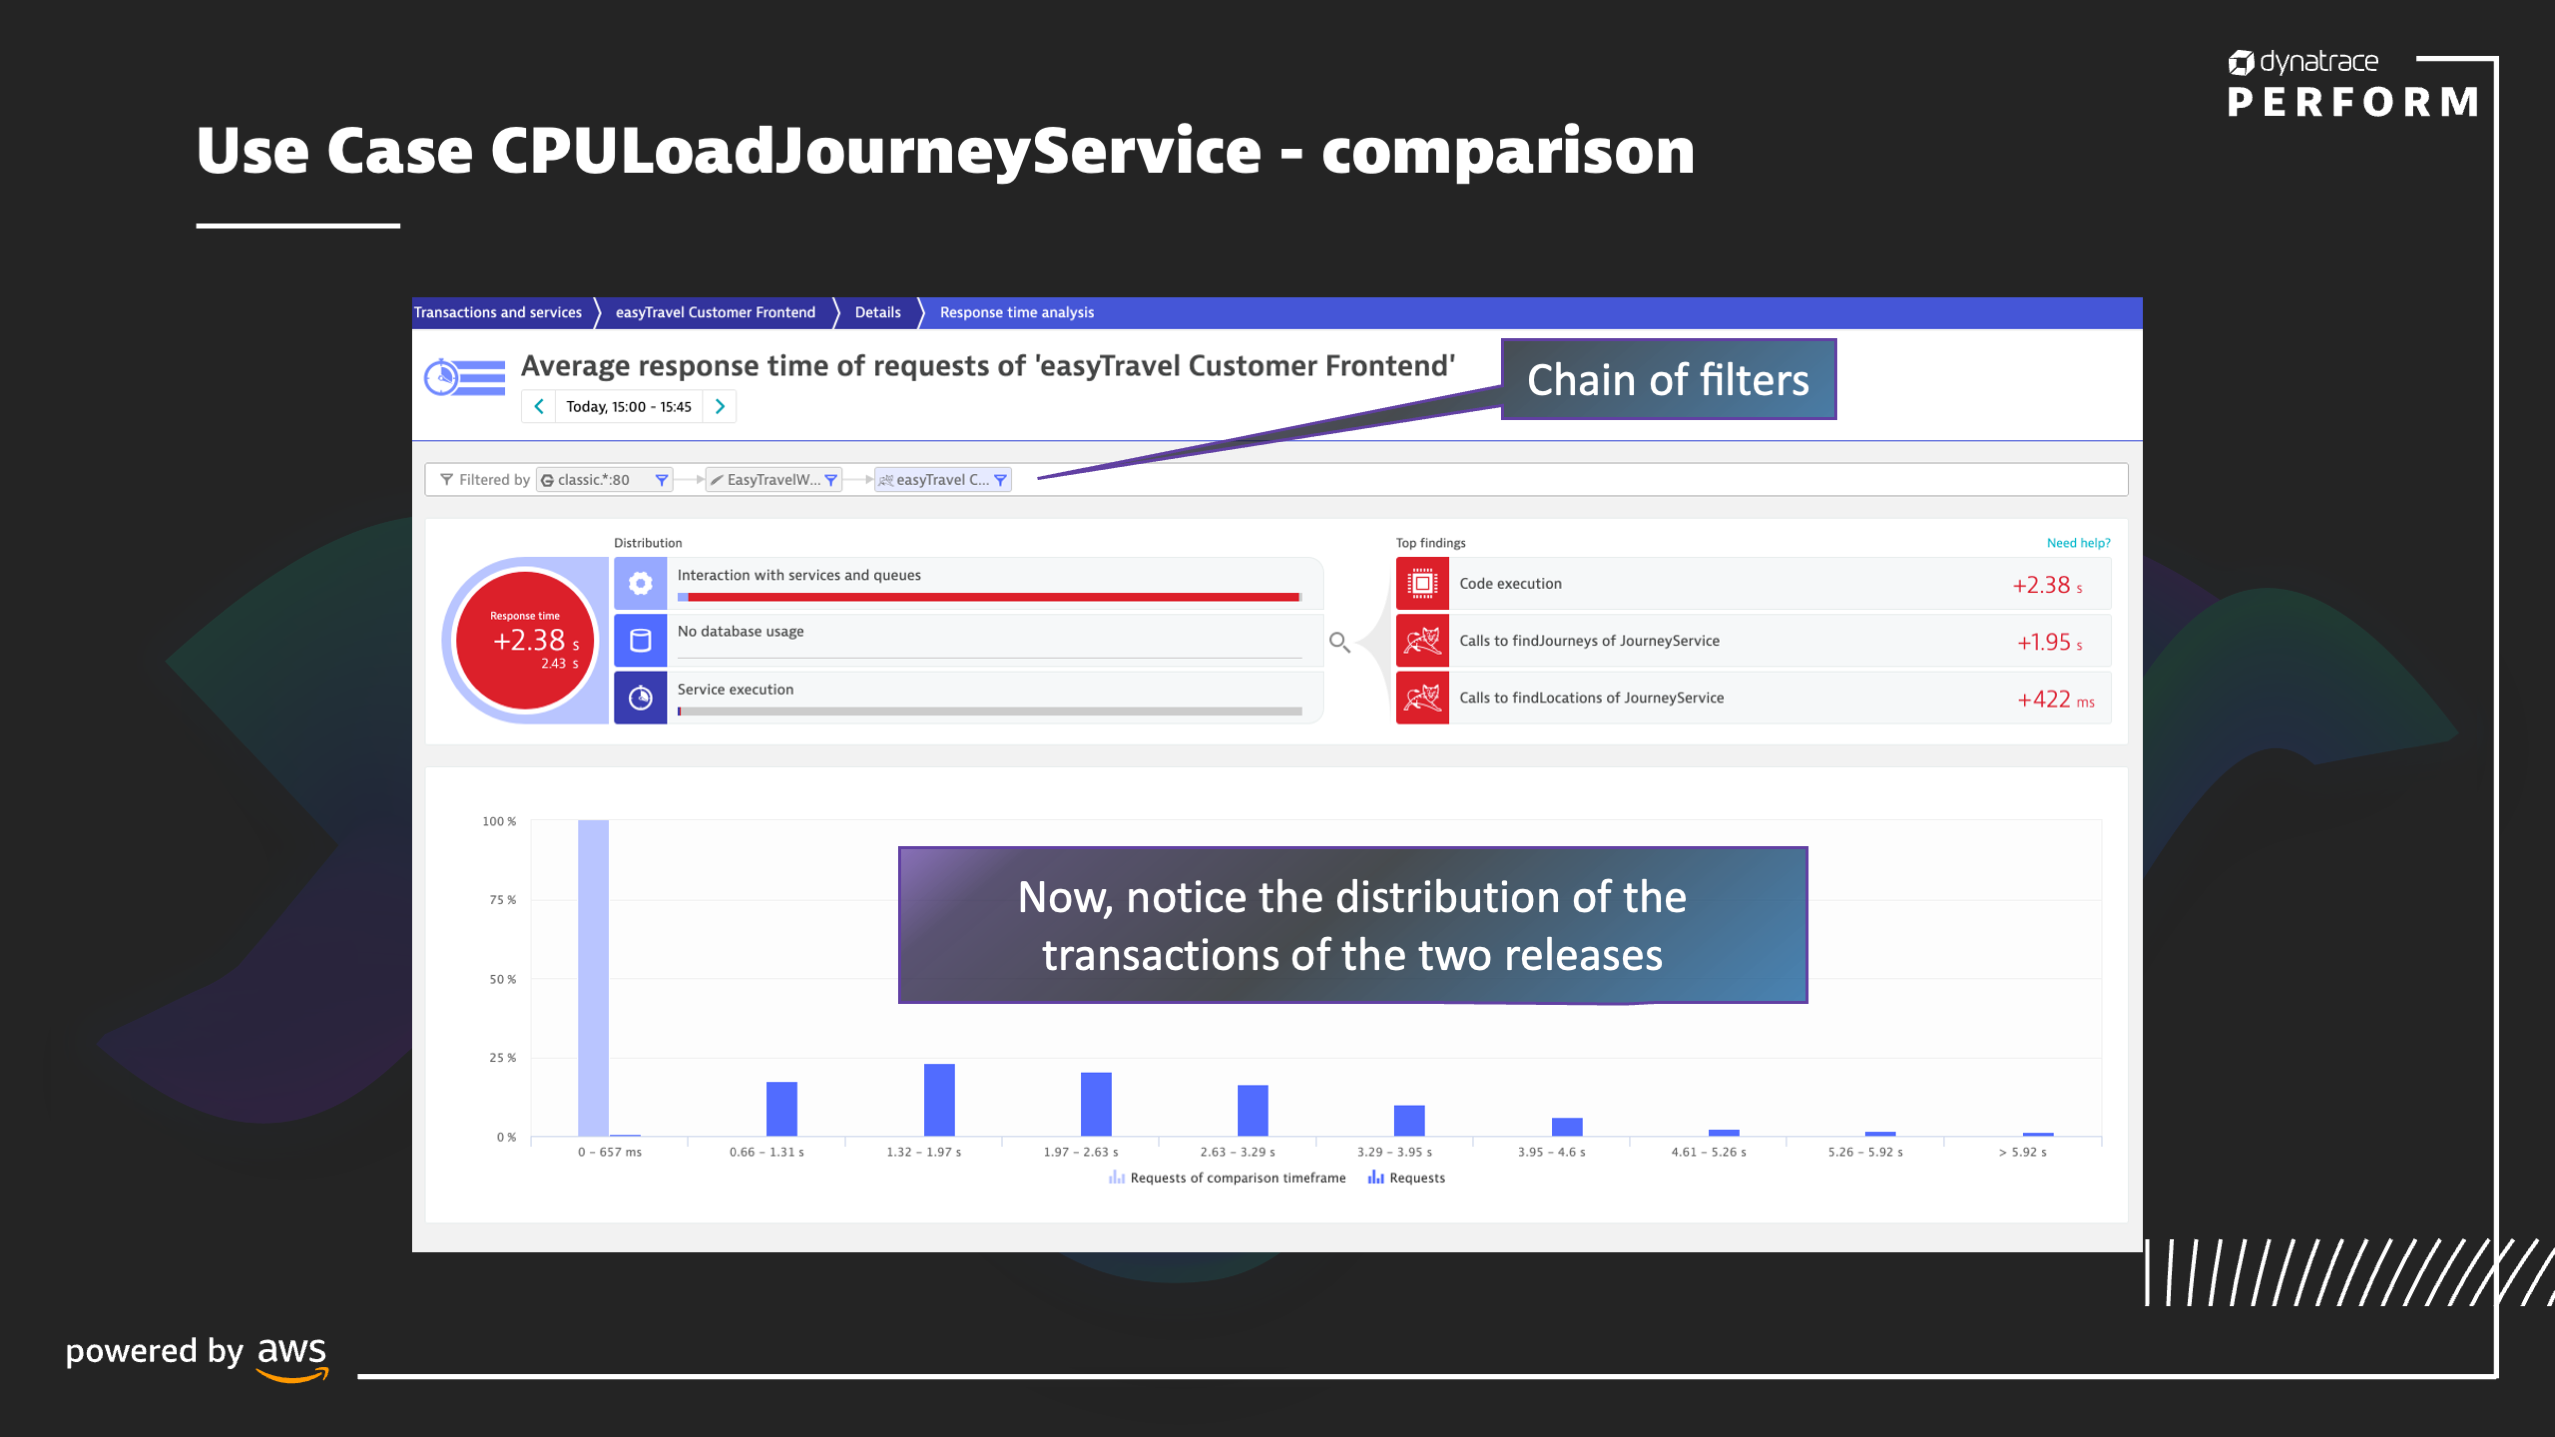 dynatrace
PERFORM
Use Case CPULoadJourneyService - comparison
Transactions and services
easyTravel Customer Frontend
Details
Response time analysis
Average response time of requests of 'easyTravel Customer Frontend'
Today, 15:00 - 15:45
Chain of filters
Filtered by
classic.*:80
EasyTravelW...
easyTravel C...
Distribution
Interaction with services and queues
No database usage
Service execution
Response time
+2.38 s
2.43 s
Top findings
Need help?
Code execution
+2.38 s
Calls to findJourneys of JourneyService
+1.95 s
Calls to findLocations of JourneyService
+422 ms
Now, notice the distribution of the
transactions of the two releases
100 %
75 %
50 %
25 %
0 %
0 - 657 ms
0.66 - 1.31 s
1.32 - 1.97 s
1.97 - 2.63 s
2.63 - 3.29 s
3.29 - 3.95 s
3.95 - 4.6 s
4.61 - 5.26 s
5.26 - 5.92 s
> 5.92 s
Requests of comparison timeframe
Requests
powered by aws